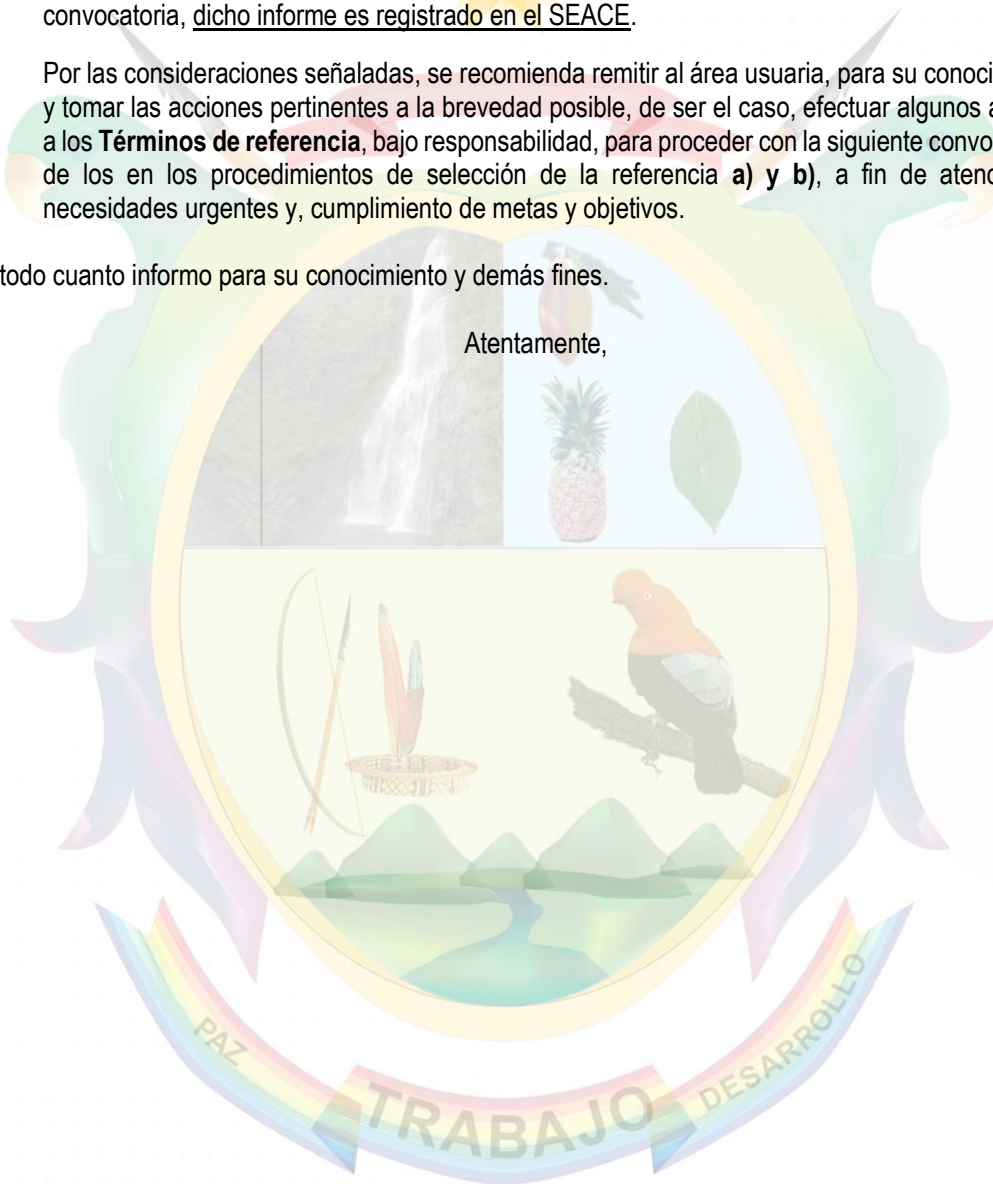 convocatoria, dicho informe es registrado en el SEACE.
Por las consideraciones señaladas, se recomienda remitir al área usuaria, para su conoci
y tomar las acciones pertinentes a la brevedad posible, de ser el caso, efectuar algunos a
a los Términos de referencia, bajo responsabilidad, para proceder con la siguiente convo
de los en los procedimientos de selección de la referencia a) y b), a fin de atend
necesidades urgentes y, cumplimiento de metas y objetivos.
todo cuanto informo para su conocimiento y demás fines.
Atentamente,
PAZ
TRABAJO
DESARROLLO